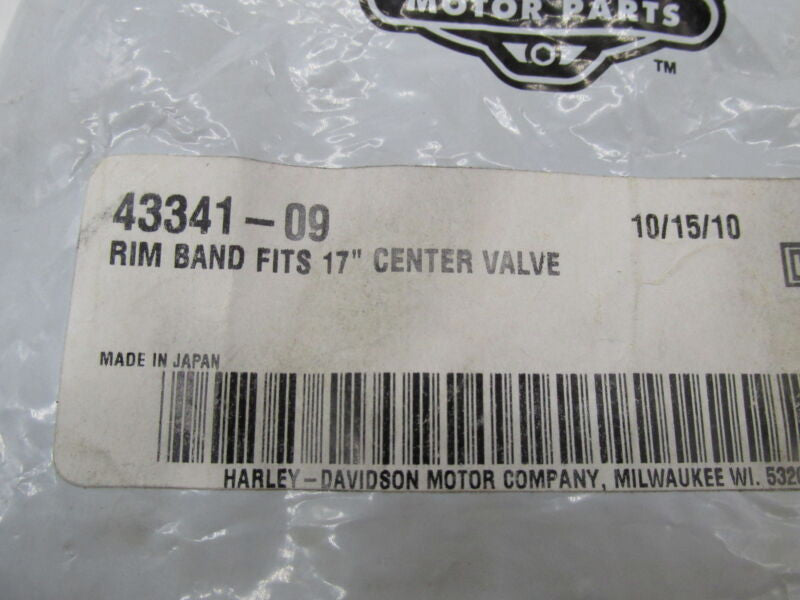 MOTOR PARTS
TM
43341-09 10/15/10
RIM BAND FITS 17" CENTER VALVE
MADE IN JAPAN
HARLEY-DAVIDSON MOTOR COMPANY, MILWAUKEE WI.